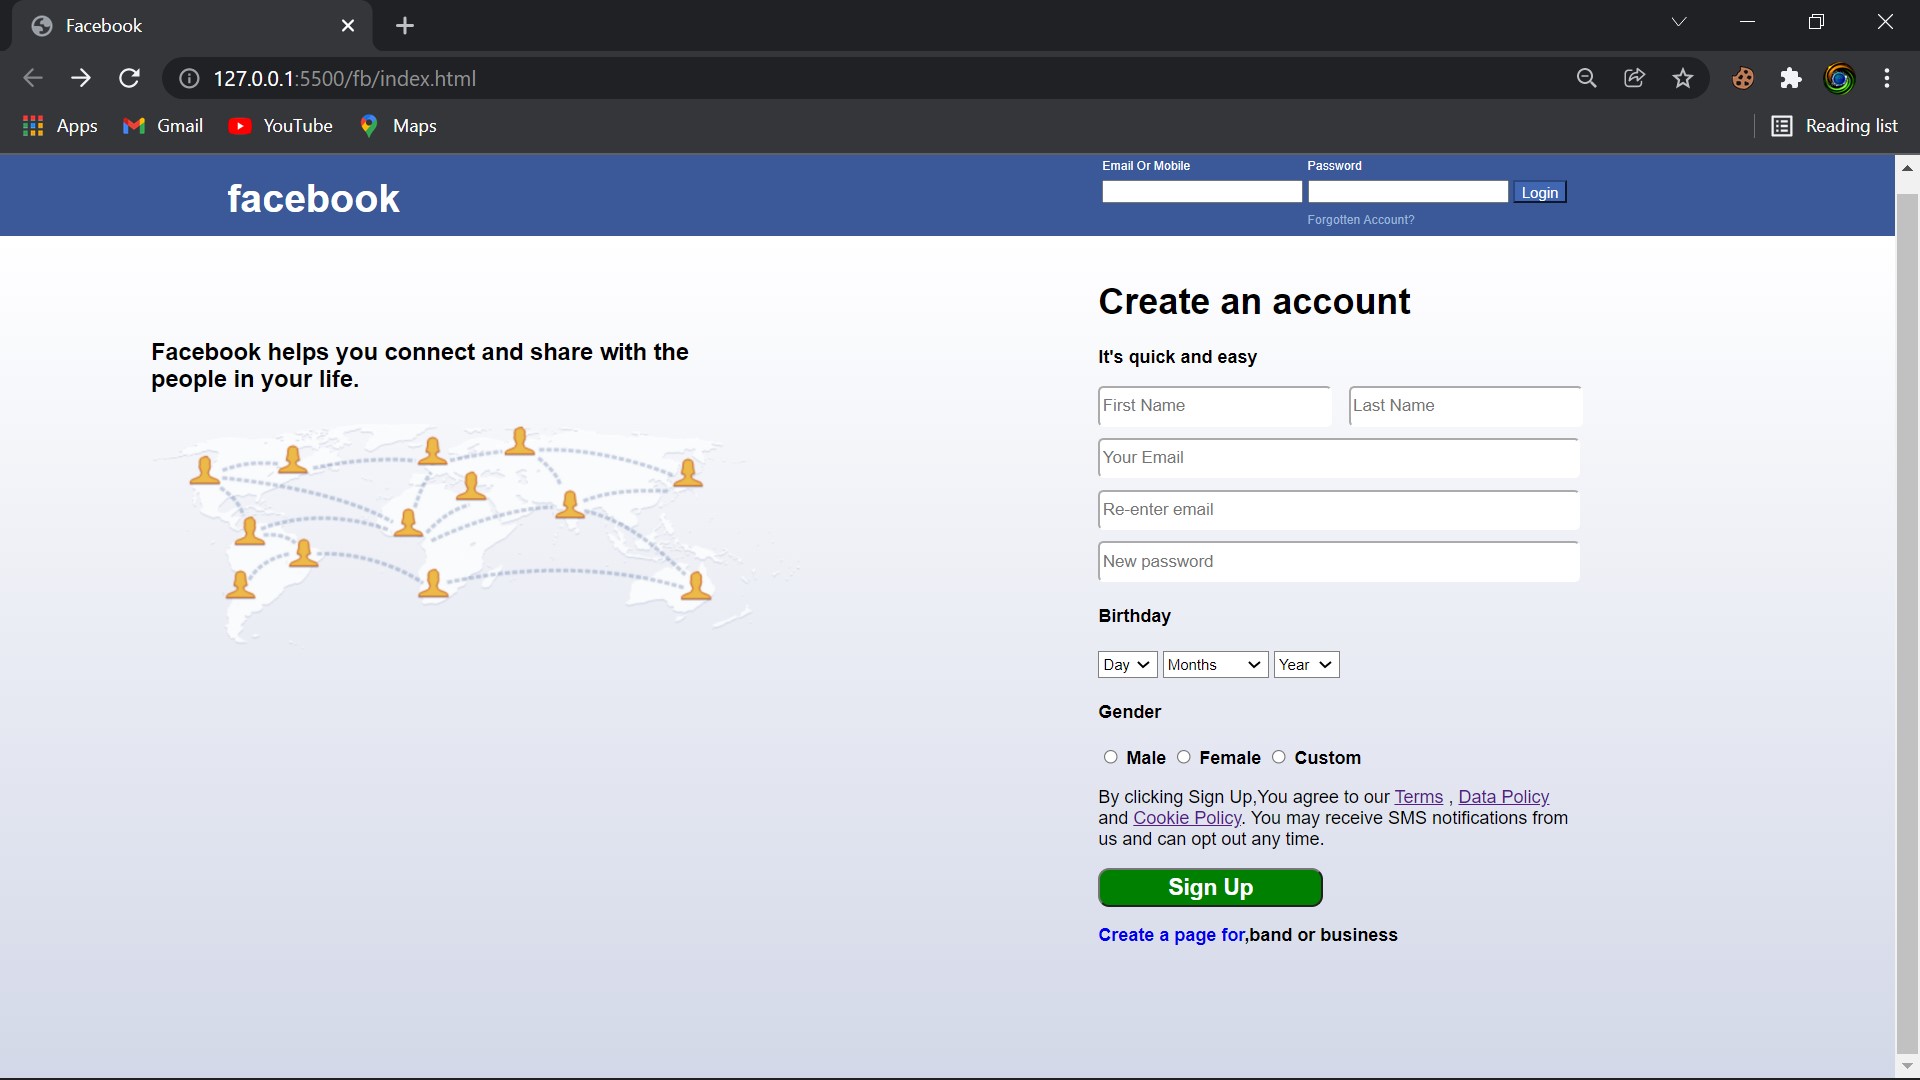 Facebook
127.0.0.1:5500/fb/index.html
Apps
Gmail
YouTube
Maps
Reading list
facebook
Email Or Mobile
Password
Login
Forgotten Account?
Facebook helps you connect and share with the
people in your life.
Create an account
It's quick and easy
First Name
Last Name
Your Email
Re-enter email
New password
Birthday
Day
Months
Year
Gender
Male
Female
Custom
By clicking Sign Up,You agree to our Terms , Data Policy
and Cookie Policy. You may receive SMS notifications from
us and can opt out any time.
Sign Up
Create a page for,band or business